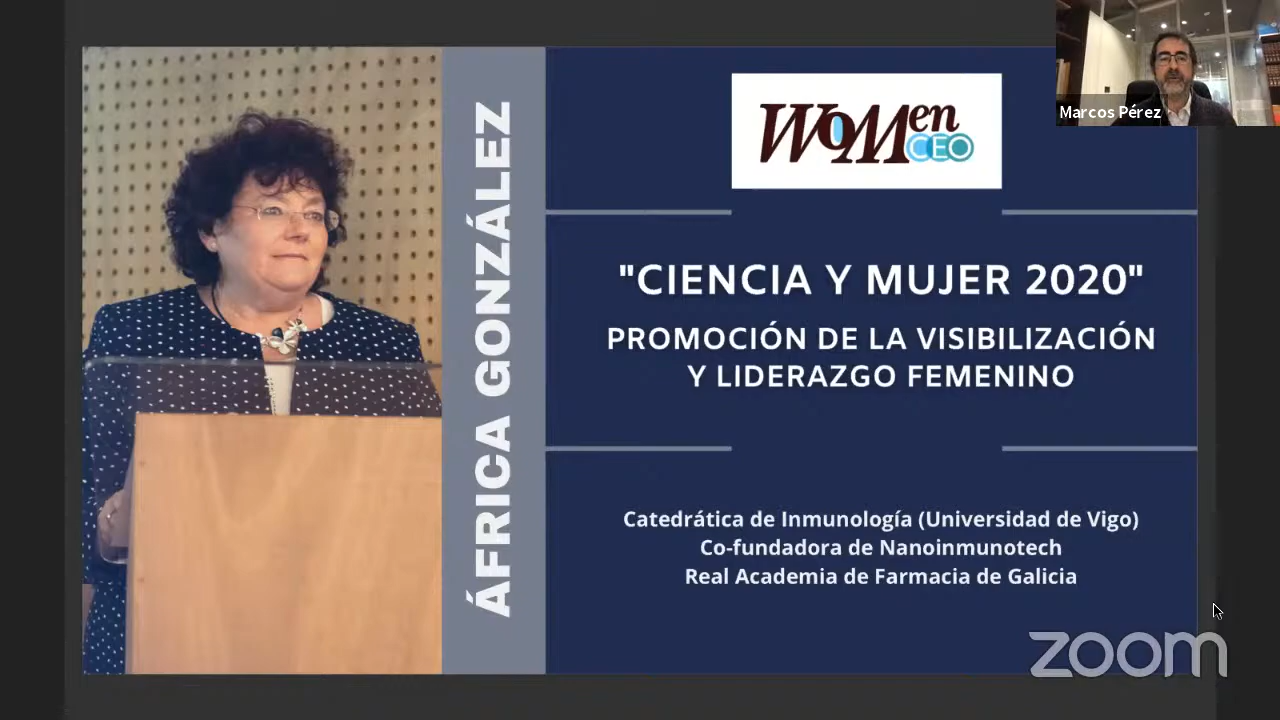 Marcos Pérez
ÁFRICA GONZÁLEZ
WOMen
CEO
"CIENCIA Y MUJER 2020"
PROMOCIÓN DE LA VISIBILIZACIÓN
Y LIDERAZGO FEMENINO
Catedrática de Inmunología (Universidad de Vigo)
Co-fundadora de Nanoinmunotech
Real Academia de Farmacia de Galicia
zoom